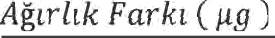 Ağırlık Farkı ( μg )